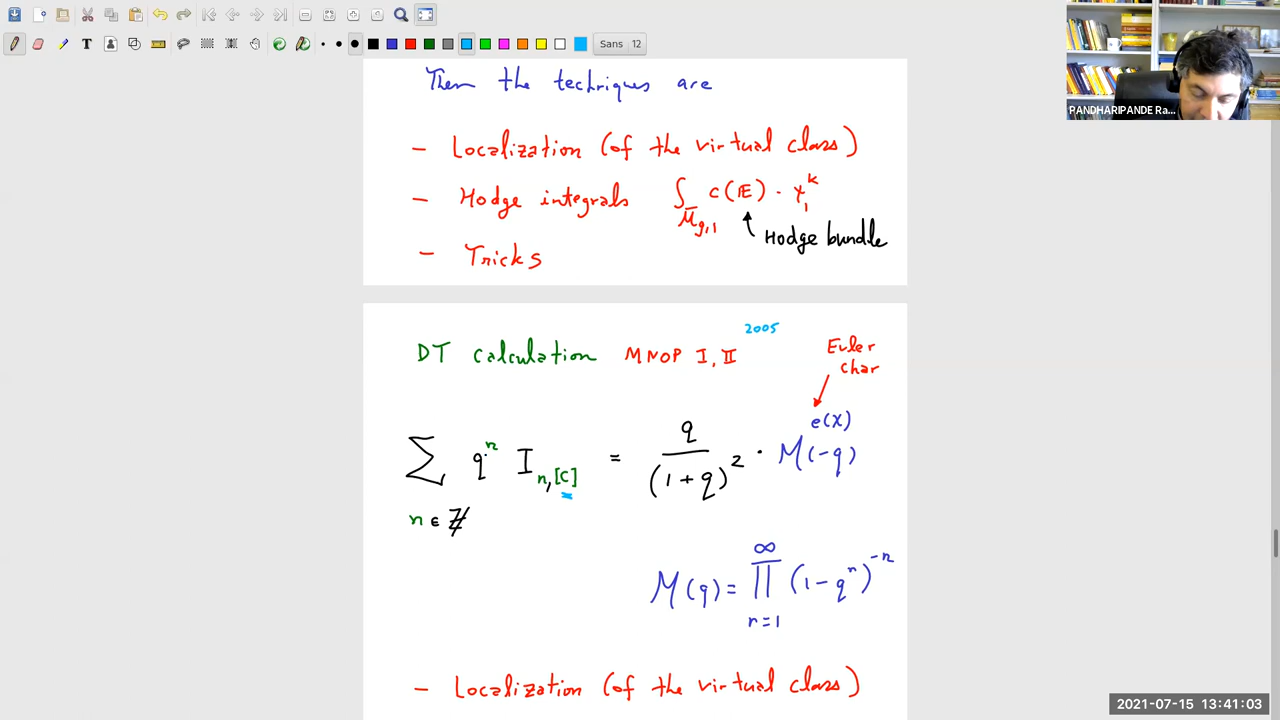 Sans 12
PANDHARIPANDE Ra...
Then the techniques are
– Localization (of the virtual class)
– Hodge integrals ∫_{M̅_{g,1}} c(𝔼) · ψ_1^k
Hodge bundle
– Tricks
DT calculation MNOP I, II 2005
Euler char
∑_{n ∈ ℤ} q^n I_{n,[C]} = q / (1+q)^2 · M(-q)^{e(X)}
M(q) = ∏_{n=1}^{∞} (1 - q^n)^{-n}
– Localization (of the virtual class)
2021-07-15 13:41:03